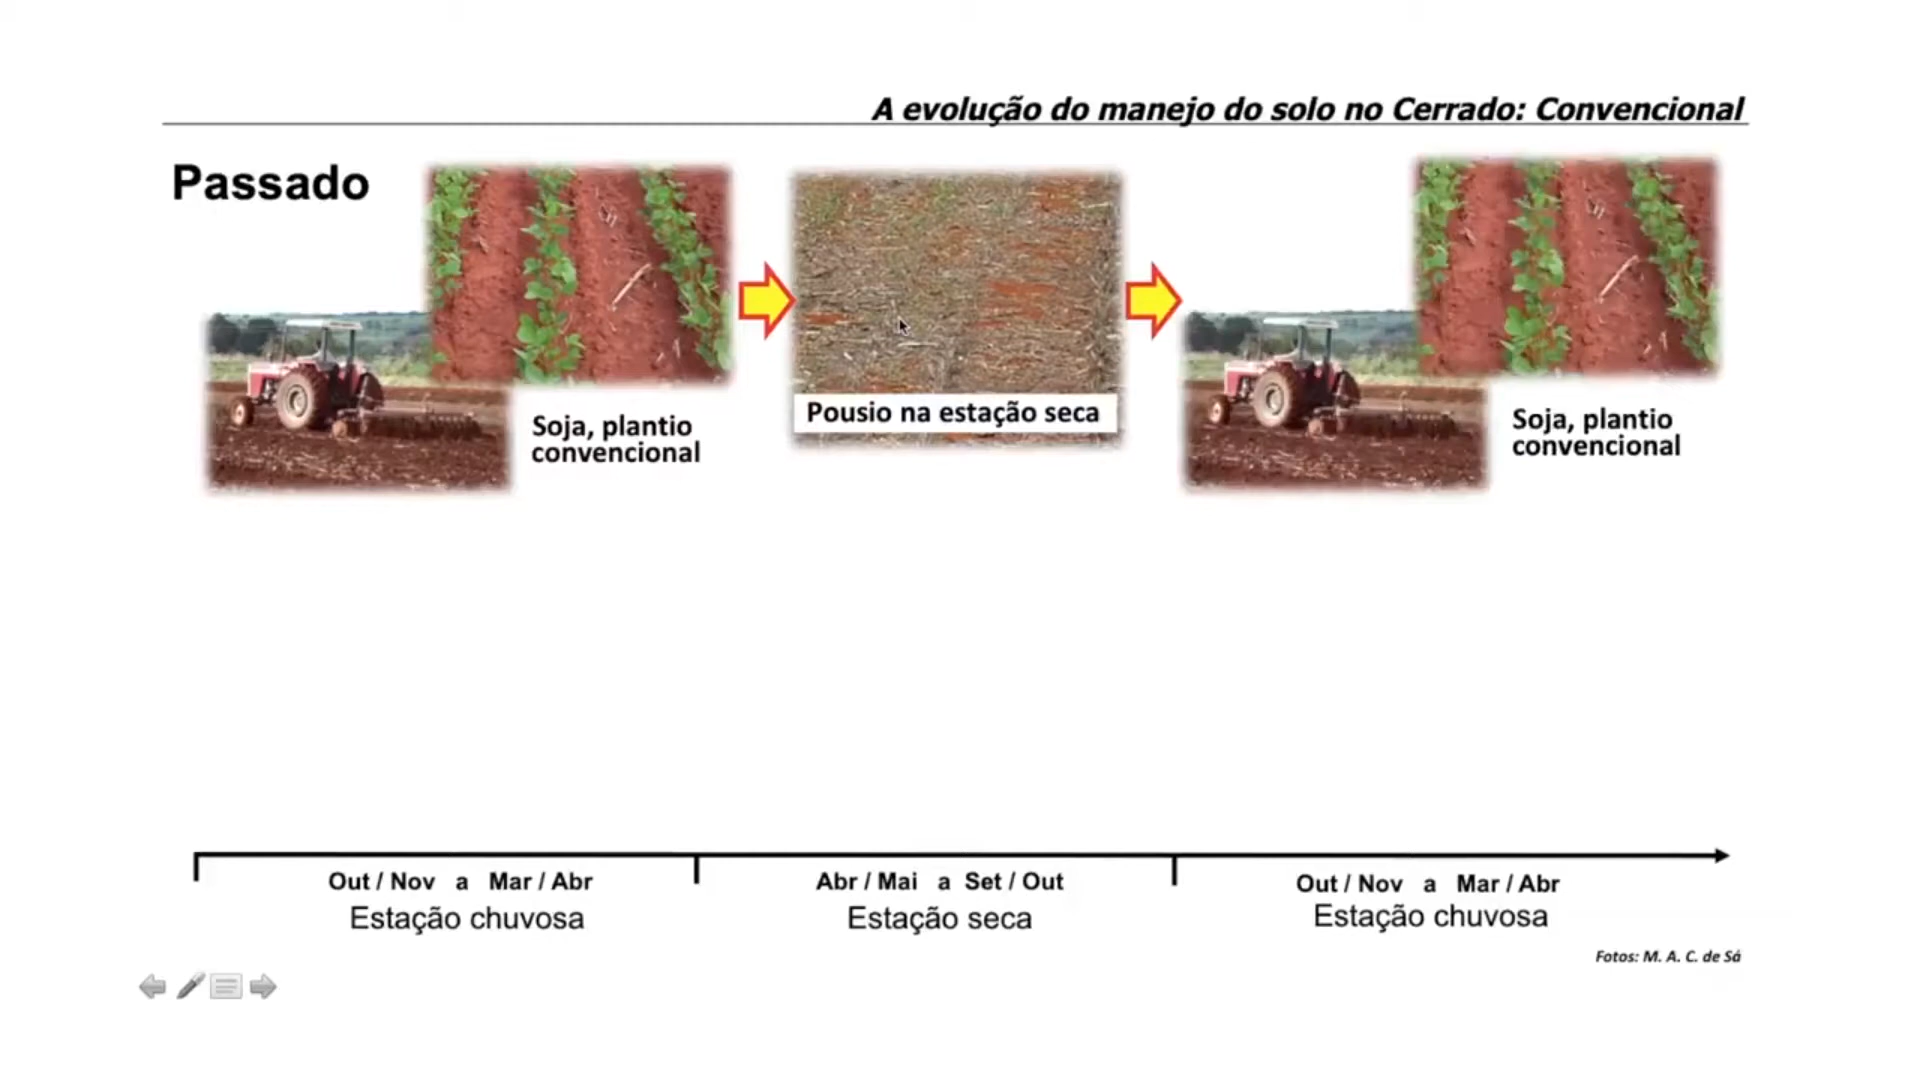 A evolução do manejo do solo no Cerrado: Convencional
Passado
Soja, plantio
convencional
Pousio na estação seca
Soja, plantio
convencional
Out / Nov a Mar / Abr
Estação chuvosa
Abr / Mai a Set / Out
Estação seca
Out / Nov a Mar / Abr
Estação chuvosa
Fotos: M. A. C. de Sá